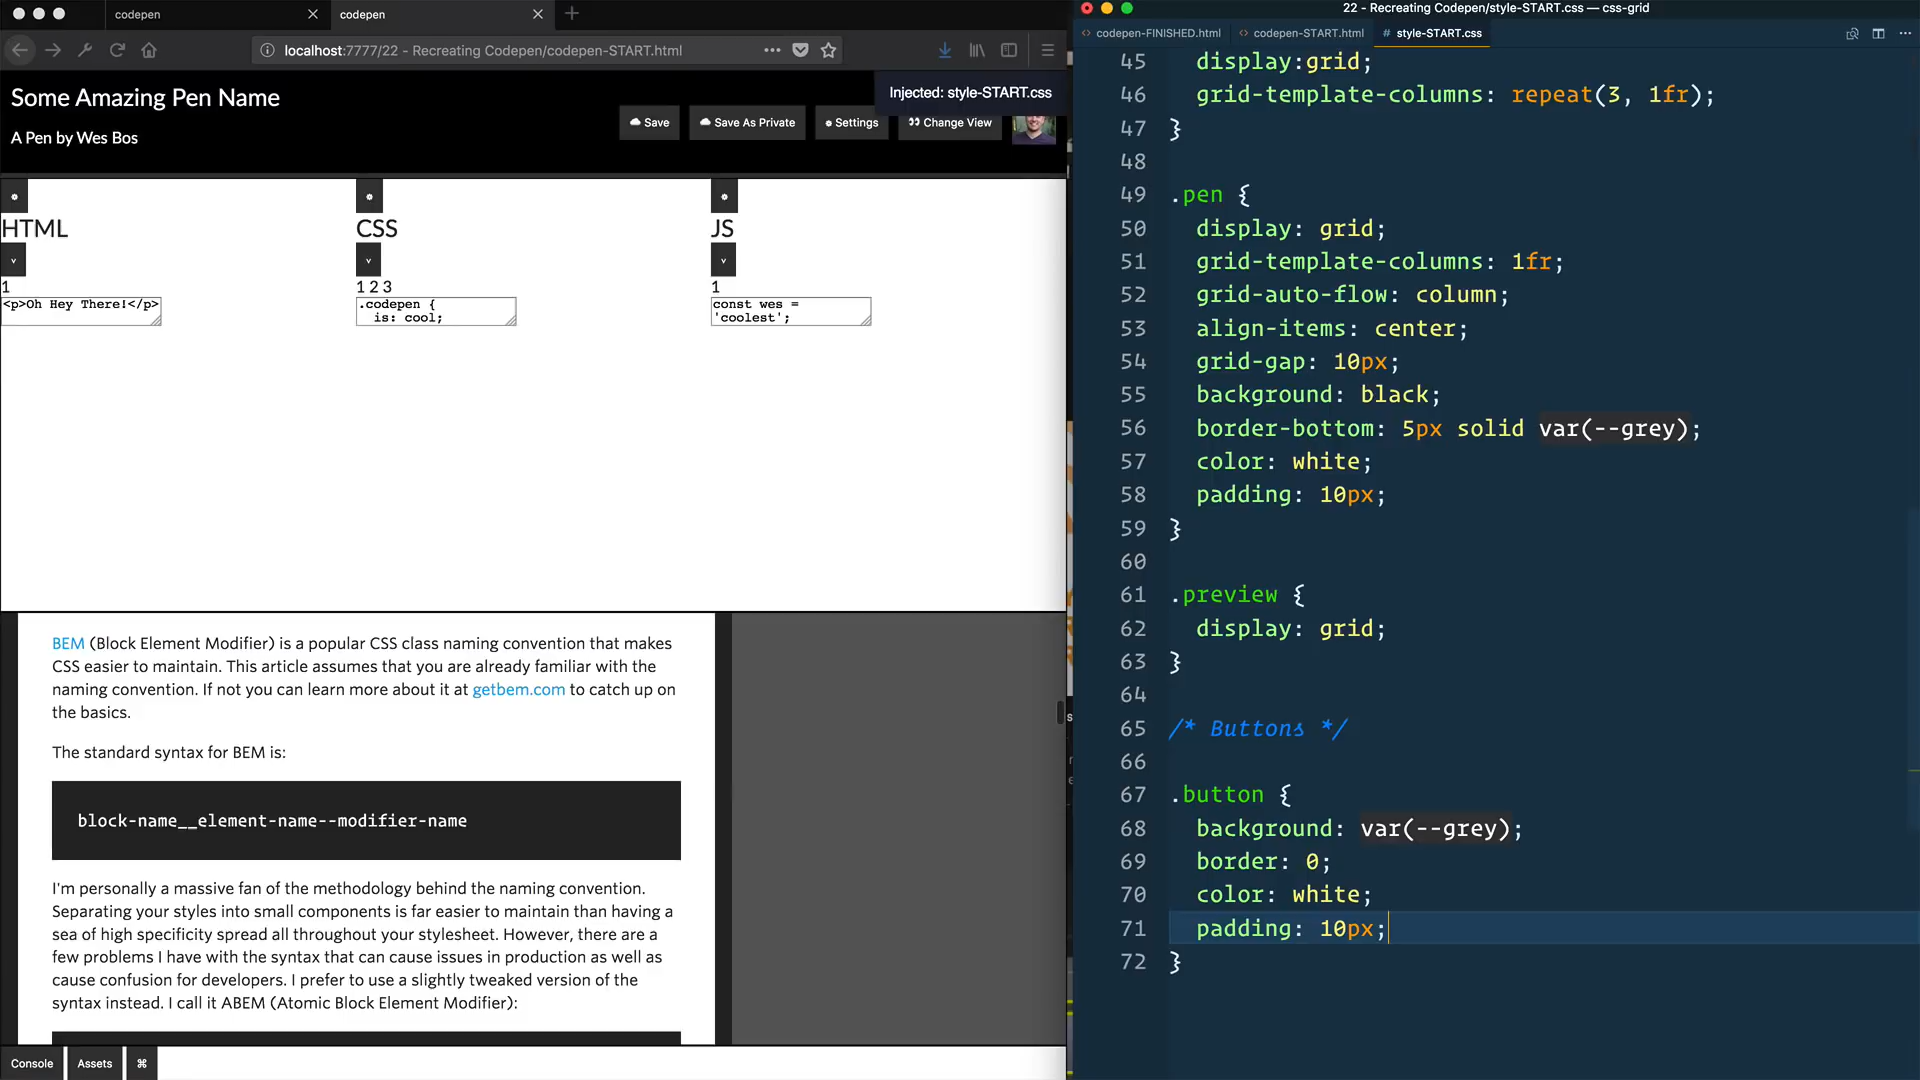 codepen
codepen
localhost:7777/22 - Recreating Codepen/codepen-START.html
Some Amazing Pen Name
A Pen by Wes Bos
Save
Save As Private
Settings
Change View
Injected: style-START.css
HTML
CSS
JS
v
v
v
1
1 2 3
1
<p>Oh Hey There!</p>
.codepen {
is: cool;
const wes =
'coolest';
BEM (Block Element Modifier) is a popular CSS class naming convention that makes
CSS easier to maintain. This article assumes that you are already familiar with the
naming convention. If not you can learn more about it at getbem.com to catch up on
the basics.
The standard syntax for BEM is:
block-name__element-name--modifier-name
I'm personally a massive fan of the methodology behind the naming convention.
Separating your styles into small components is far easier to maintain than having a
sea of high specificity spread all throughout your stylesheet. However, there are a
few problems I have with the syntax that can cause issues in production as well as
cause confusion for developers. I prefer to use a slightly tweaked version of the
syntax instead. I call it ABEM (Atomic Block Element Modifier):
Console
Assets
⌘
22 - Recreating Codepen/style-START.css — css-grid
codepen-FINISHED.html
codepen-START.html
# style-START.css
45 display:grid;
46 grid-template-columns: repeat(3, 1fr);
47 }
48
49 .pen {
50 display: grid;
51 grid-template-columns: 1fr;
52 grid-auto-flow: column;
53 align-items: center;
54 grid-gap: 10px;
55 background: black;
56 border-bottom: 5px solid var(--grey);
57 color: white;
58 padding: 10px;
59 }
60
61 .preview {
62 display: grid;
63 }
64
65 /* Buttons */
66
67 .button {
68 background: var(--grey);
69 border: 0;
70 color: white;
71 padding: 10px;
72 }